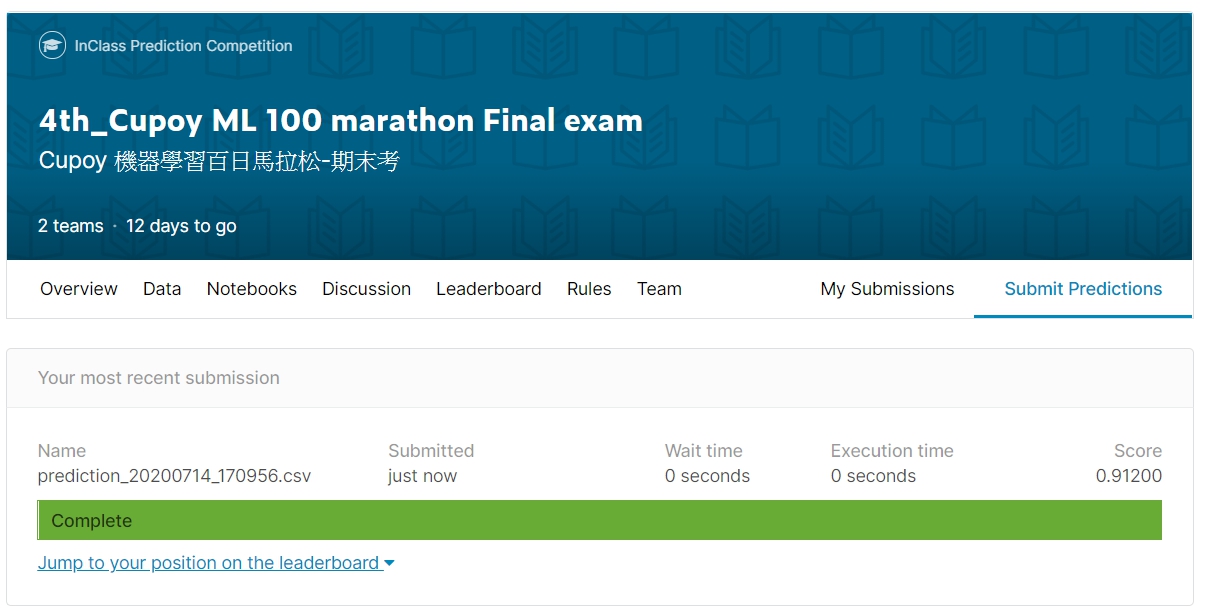 InClass Prediction Competition
4th_Cupoy ML 100 marathon Final exam
Cupoy 機器學習百日馬拉松-期末考
2 teams · 12 days to go
Overview Data Notebooks Discussion Leaderboard Rules Team My Submissions Submit Predictions
Your most recent submission
Name Submitted Wait time Execution time Score
prediction_20200714_170956.csv just now 0 seconds 0 seconds 0.91200
Complete
Jump to your position on the leaderboard